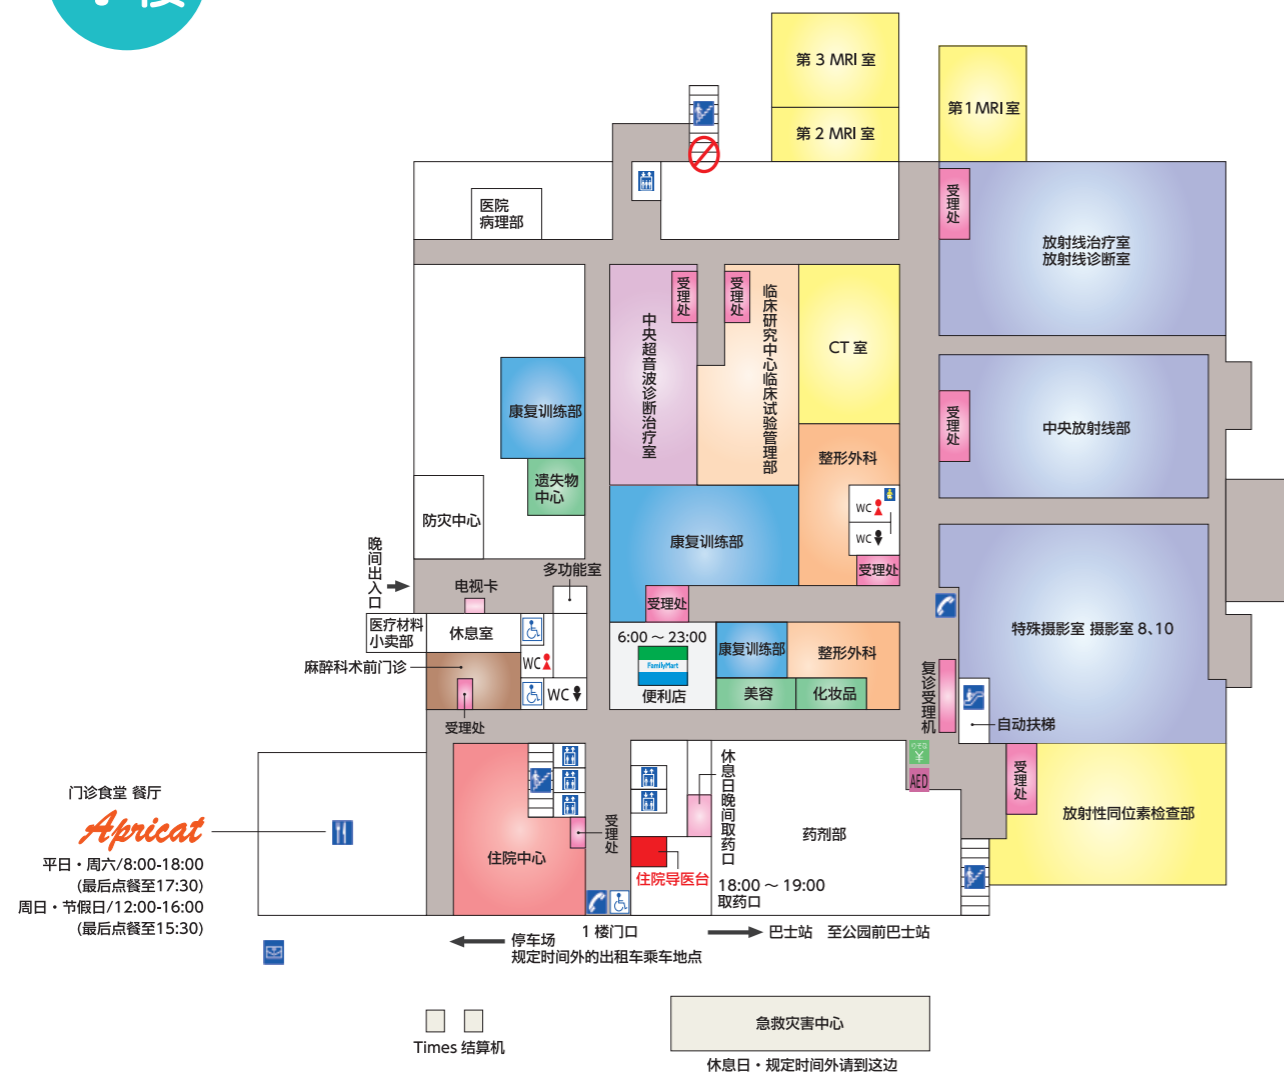 楼
第 3 MRI 室
第 2 MRI 室
第1MRI 室
医院
病理部
受理处
放射线治疗室
放射线诊断室
中央超音波诊断治疗室
受理处
受理处
临床研究中心临床试验管理部
CT 室
康复训练部
遗失物
中心
防灾中心
受理处
中央放射线部
整形外科
WC
WC
受理处
康复训练部
受理处
晚间出入口
电视卡
多功能室
医疗材料
小卖部
休息室
麻醉科术前门诊
WC
WC
受理处
6:00 ～ 23:00
FamilyMart
便利店
康复训练部
整形外科
美容
化妆品
特殊摄影室 摄影室 8、10
复诊受理机
自动扶梯
AED
受理处
放射性同位素检查部
门诊食堂 餐厅
Apricat
平日・周六/8:00-18:00
(最后点餐至17:30)
周日・节假日/12:00-16:00
(最后点餐至15:30)
住院中心
受理处
休息日晚间取药口
住院导医台
药剂部
18:00 ～ 19:00
取药口
1 楼门口
停车场
规定时间外的出租车乘车地点
巴士站 至公园前巴士站
Times 结算机
急救灾害中心
休息日・规定时间外请到这边